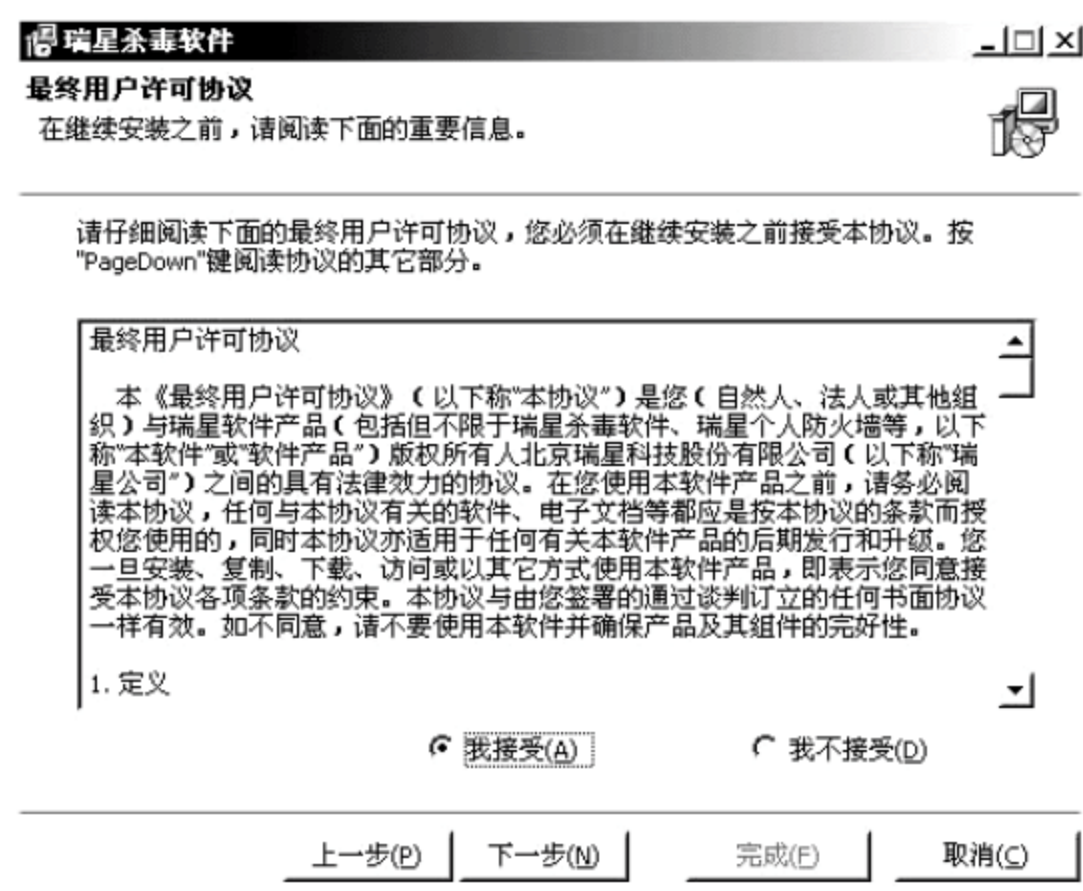 瑞星杀毒软件
最终用户许可协议
在继续安装之前，请阅读下面的重要信息。
请仔细阅读下面的最终用户许可协议，您必须在继续安装之前接受本协议。按
"PageDown"键阅读协议的其它部分。
最终用户许可协议
本《最终用户许可协议》（以下称“本协议”）是您（自然人、法人或其他组
织）与瑞星软件产品（包括但不限于瑞星杀毒软件、瑞星个人防火墙等，以下
称“本软件”或“软件产品”）版权所有人北京瑞星科技股份有限公司（以下称“瑞
星公司”）之间的具有法律效力的协议。在您使用本软件产品之前，请务必阅
读本协议，任何与本协议有关的软件、电子文档等都应是按本协议的条款而授
权您使用的，同时本协议亦适用于任何有关本软件产品的后期发行和升级。您
一旦安装、复制、下载、访问或以其它方式使用本软件产品，即表示您同意接
受本协议各项条款的约束。本协议与由您签署的通过谈判订立的任何书面协议
一样有效。如不同意，请不要使用本软件并确保产品及其组件的完好性。
1. 定义
我接受(A) 我不接受(D)
上一步(P) 下一步(N) 完成(F) 取消(C)